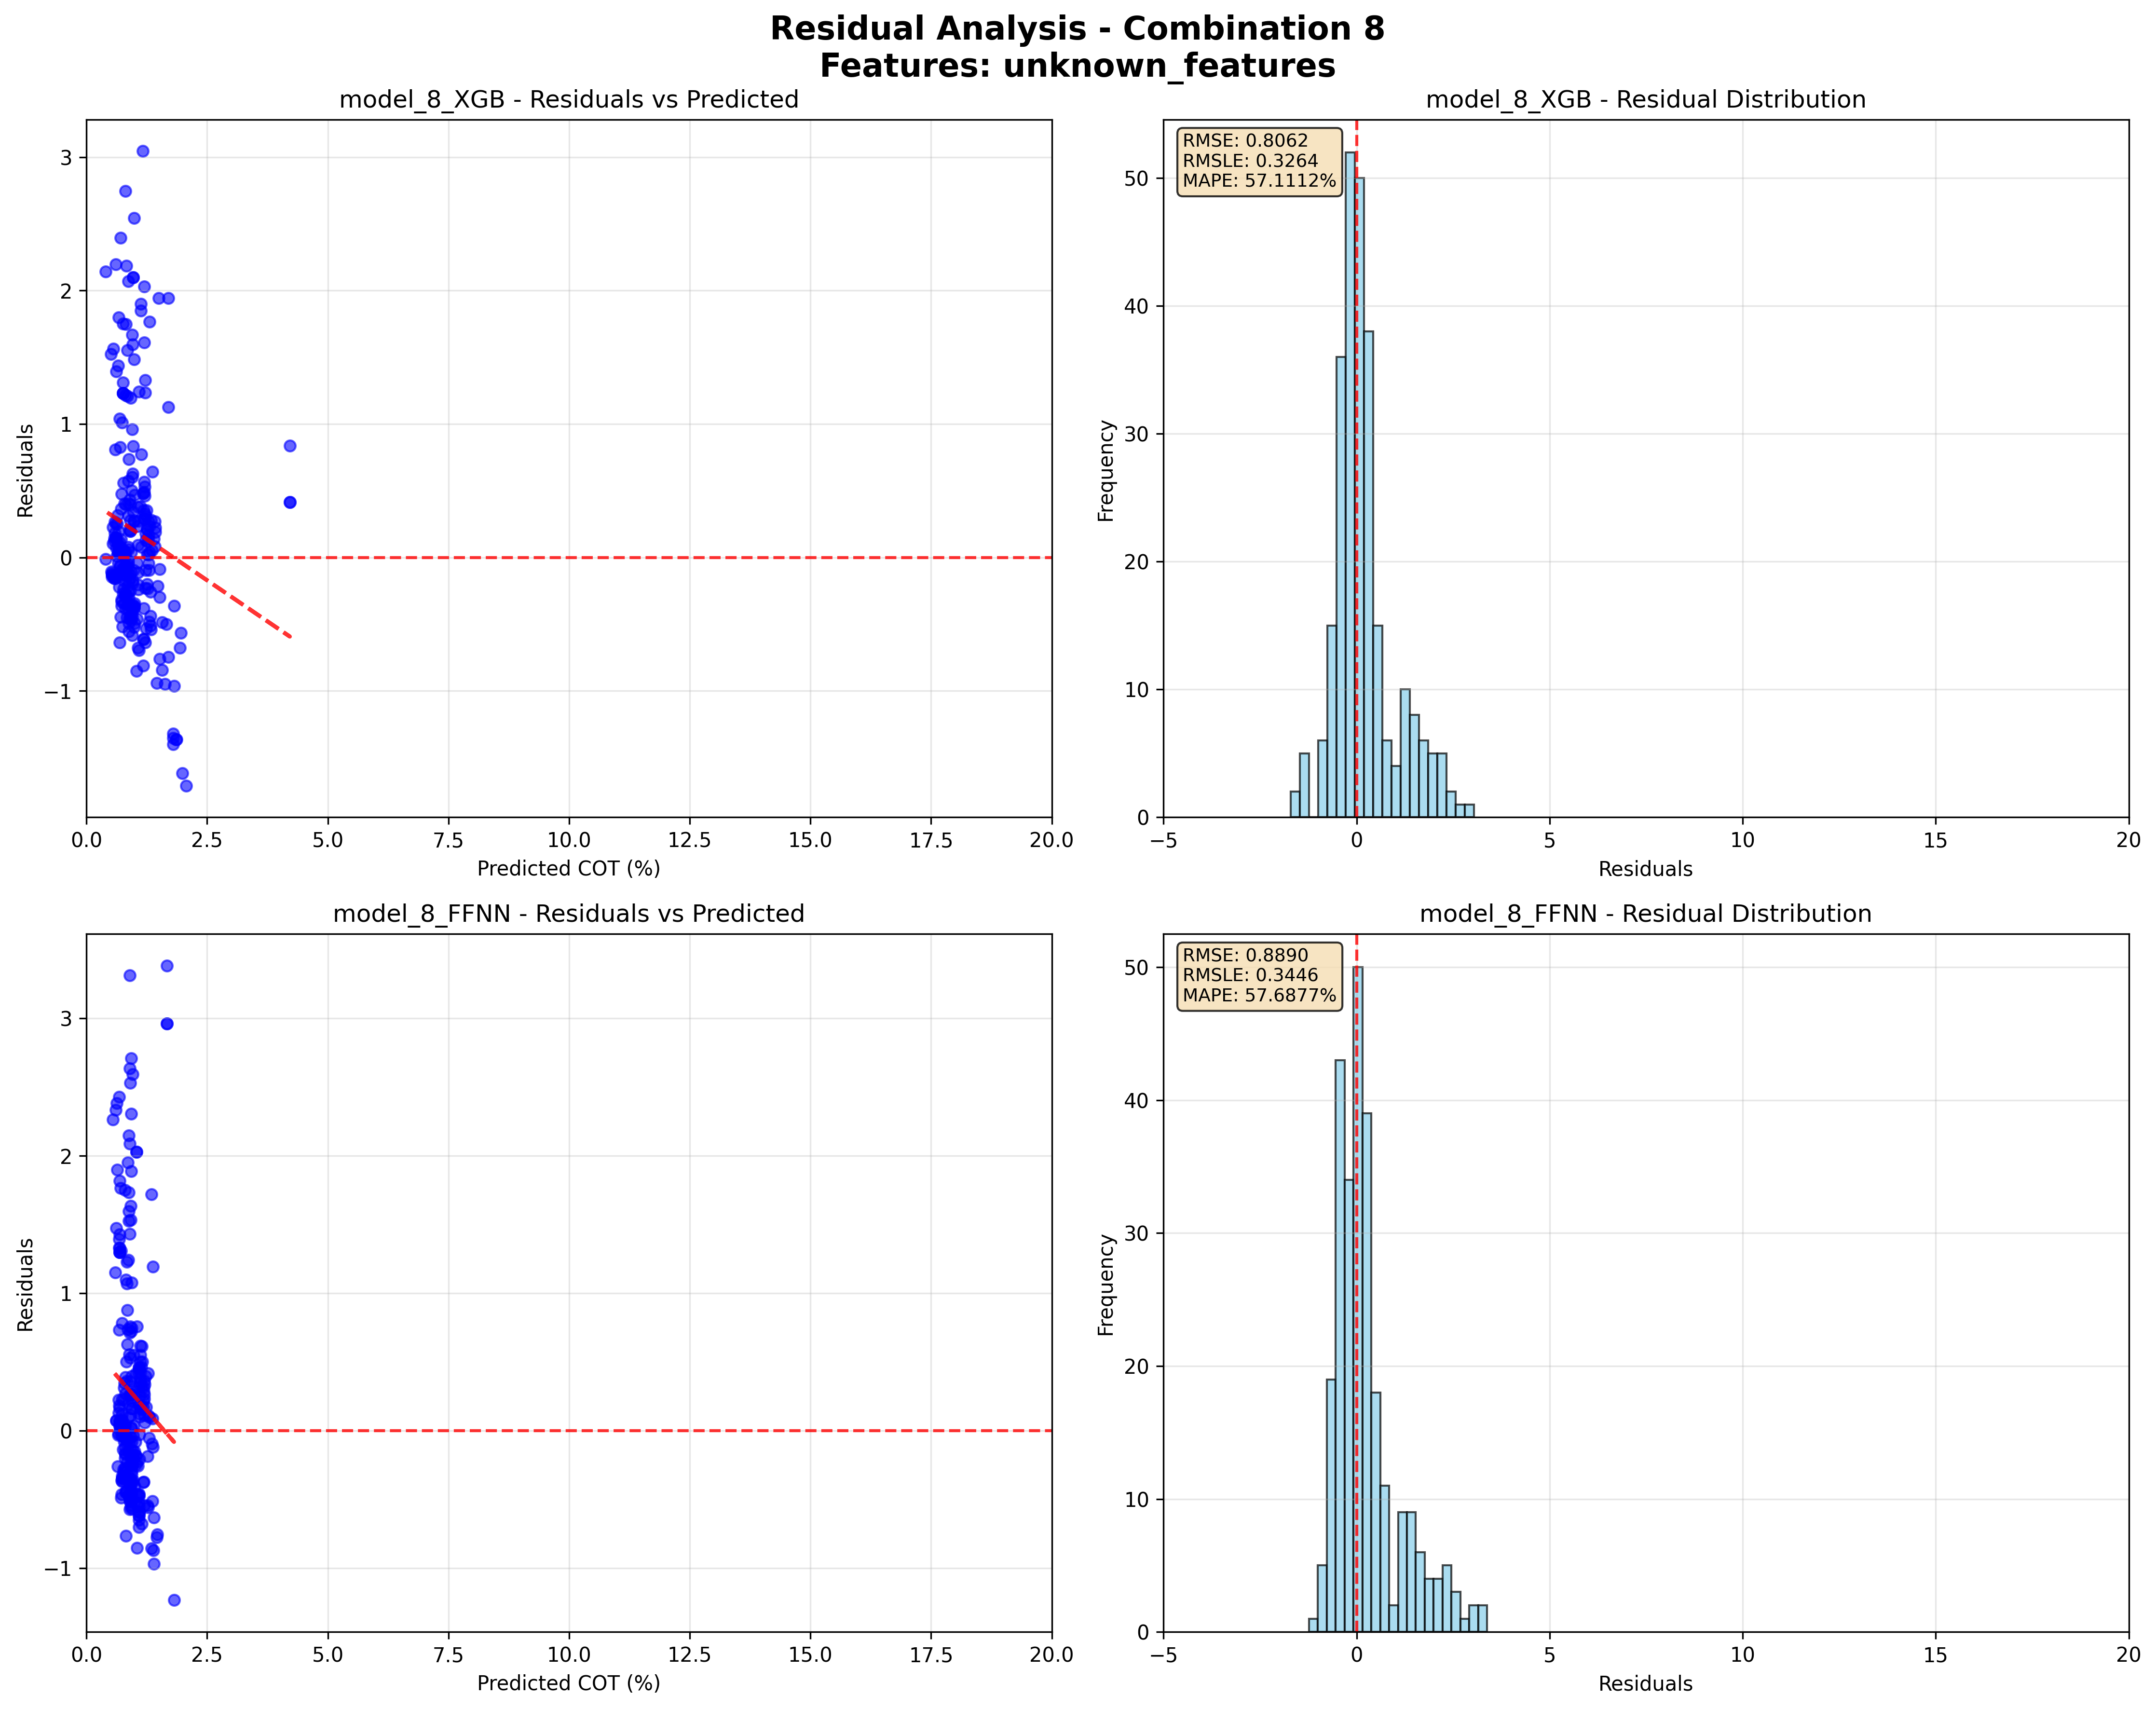 Residual Analysis - Combination 8
Features: unknown_features
model_8_XGB - Residuals vs Predicted
3
2
1
0
−1
Residuals
0.0 2.5 5.0 7.5 10.0 12.5 15.0 17.5 20.0
Predicted COT (%)
model_8_XGB - Residual Distribution
RMSE: 0.8062
RMSLE: 0.3264
MAPE: 57.1112%
50
40
30
20
10
0
Frequency
−5 0 5 10 15 20
Residuals
model_8_FFNN - Residuals vs Predicted
3
2
1
0
−1
Residuals
0.0 2.5 5.0 7.5 10.0 12.5 15.0 17.5 20.0
Predicted COT (%)
model_8_FFNN - Residual Distribution
RMSE: 0.8890
RMSLE: 0.3446
MAPE: 57.6877%
50
40
30
20
10
0
Frequency
−5 0 5 10 15 20
Residuals